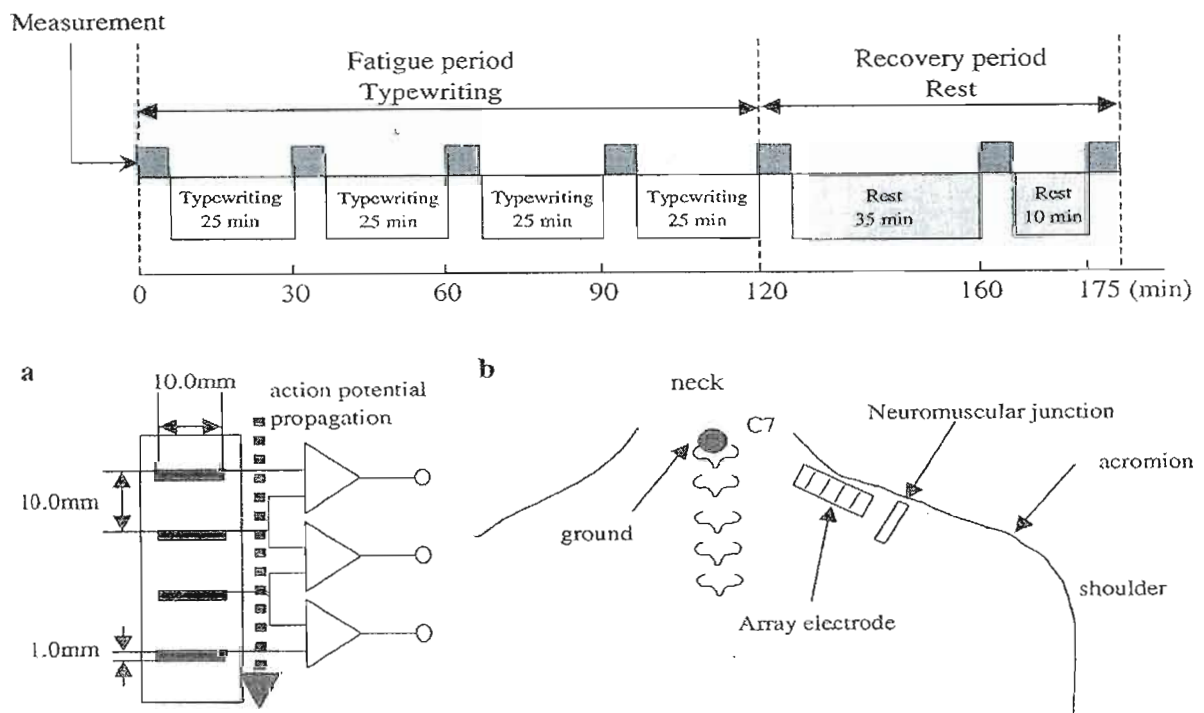 Measurement
Fatigue period
Typewriting
Recovery period
Rest
Typewriting
25 min
Typewriting
25 min
Typewriting
25 min
Typewriting
25 min
Rest
35 min
Rest
10 min
0 30 60 90 120 160 175 (min)
a
10.0mm
action potential
propagation
10.0mm
1.0mm
b
neck
C7
Neuromuscular junction
acromion
ground
shoulder
Array electrode